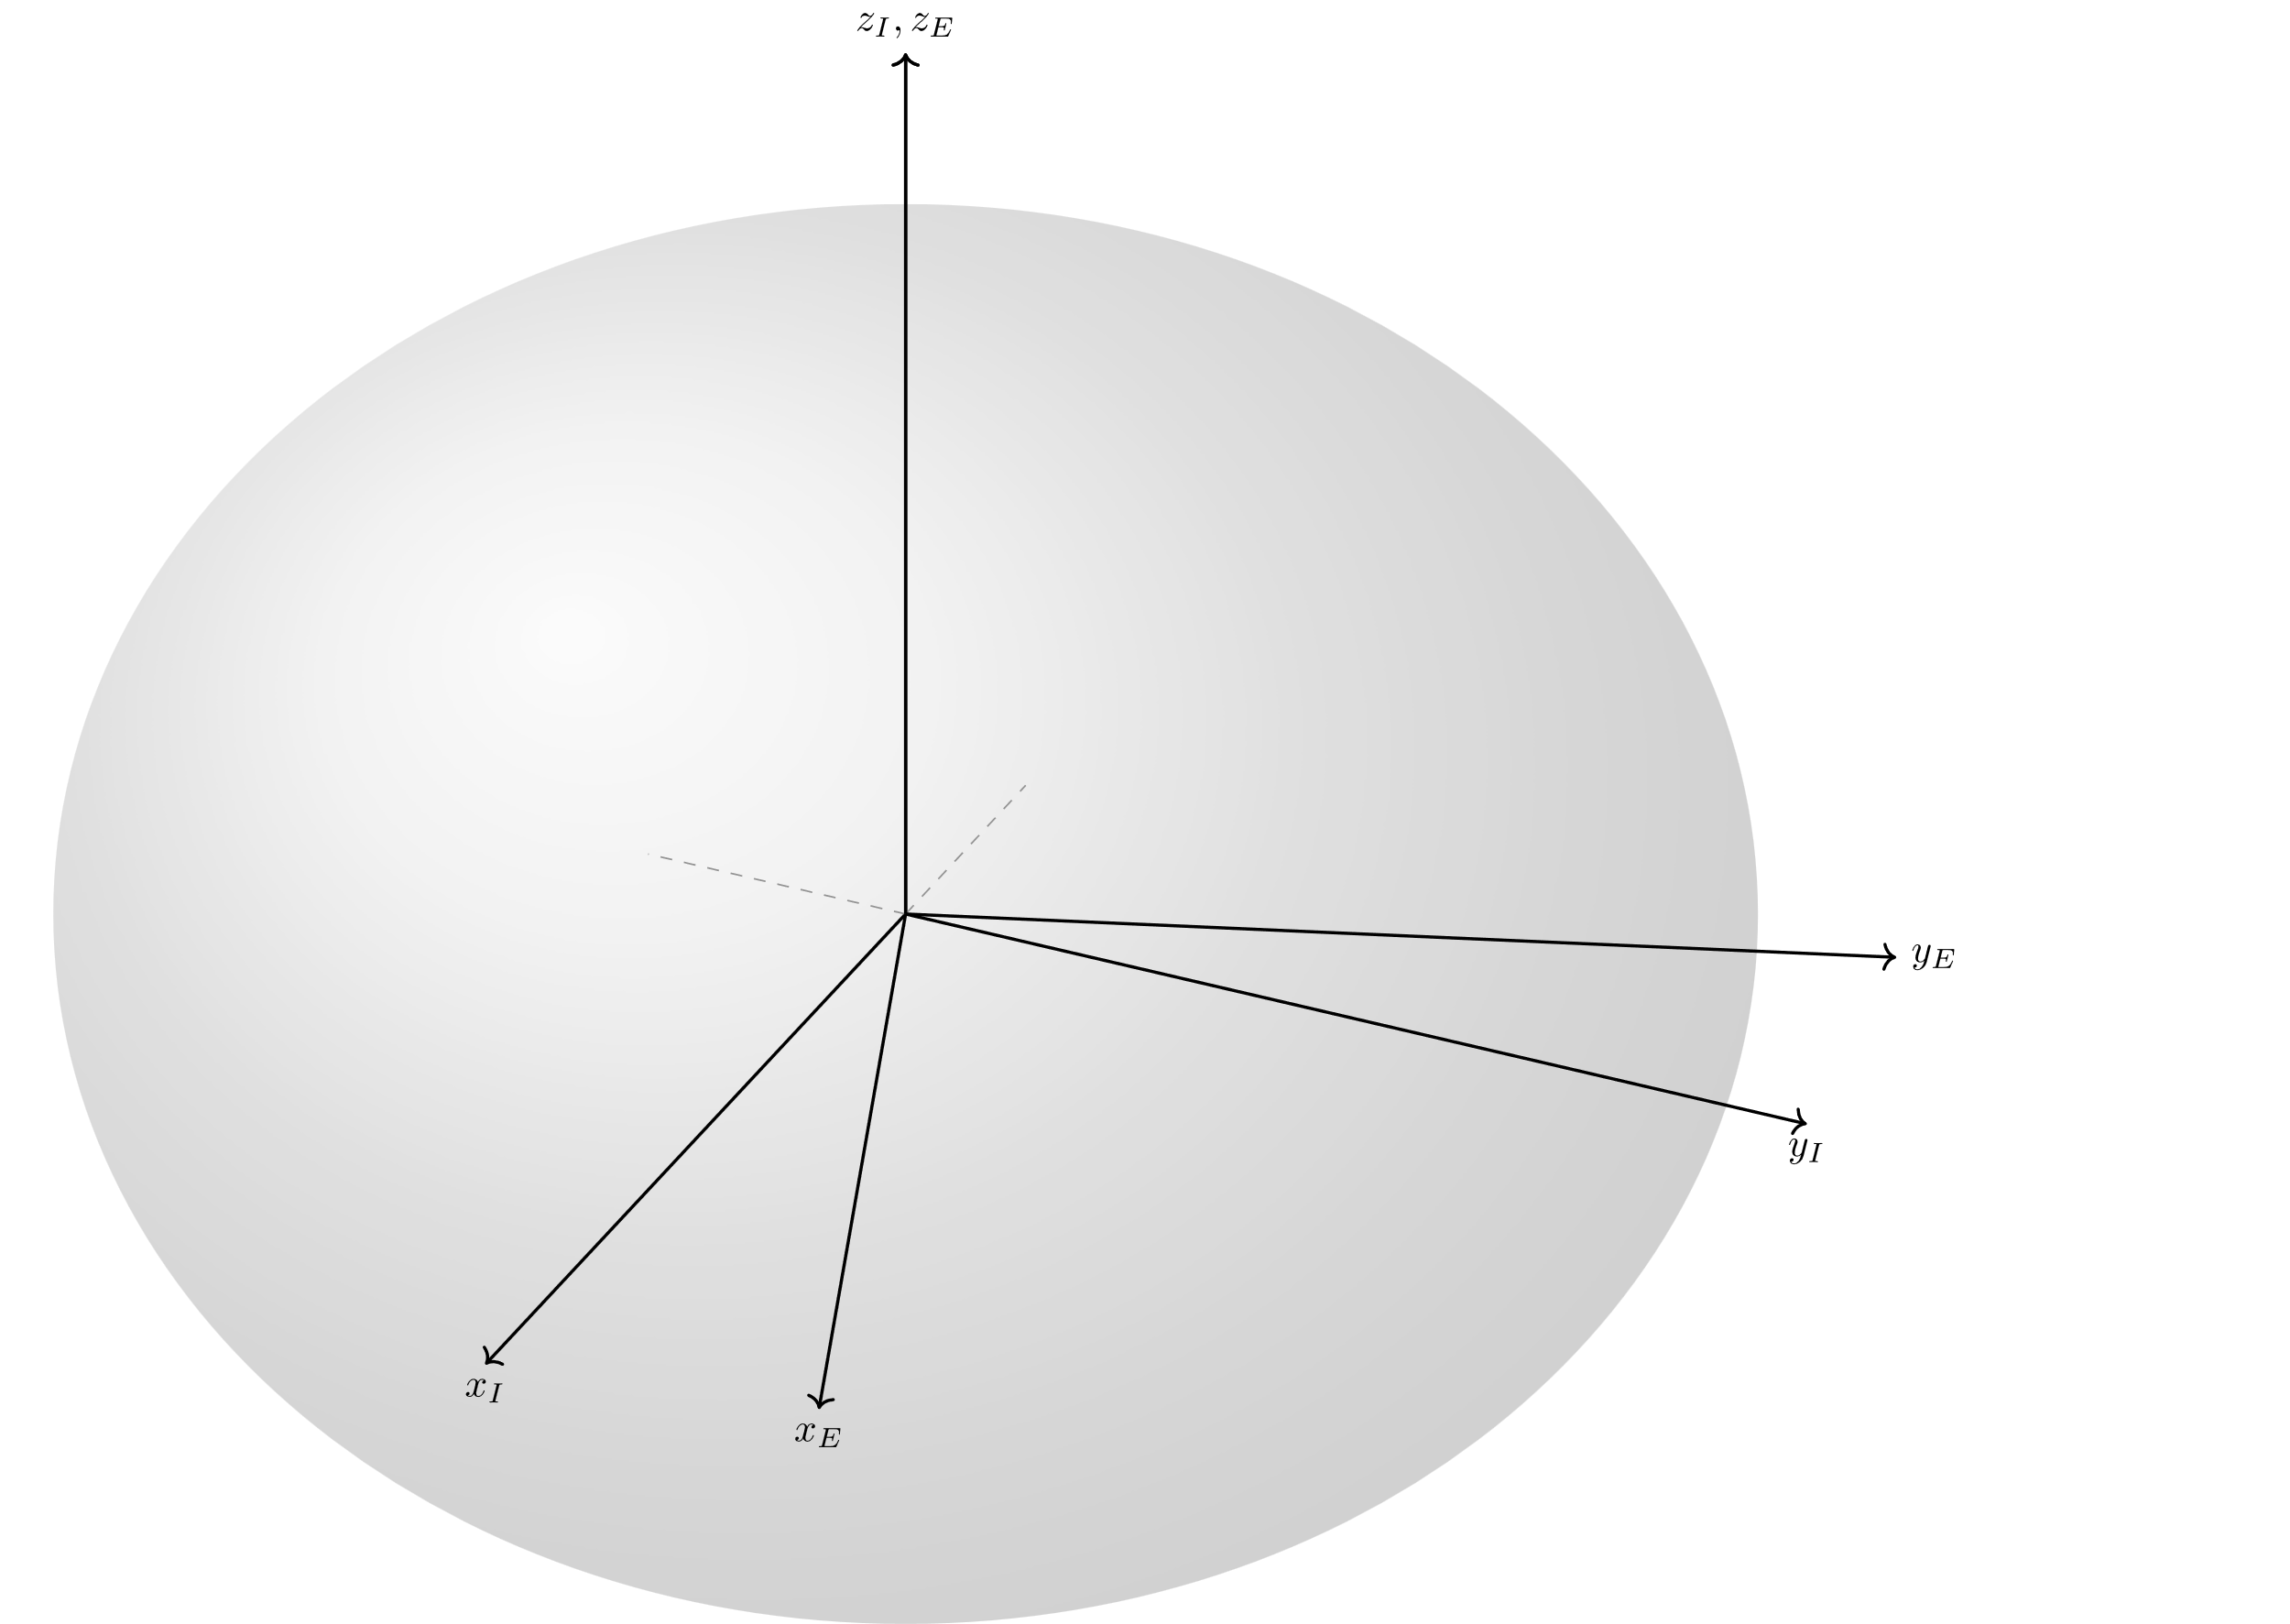 z_I, z_E
y_E
y_I
x_I
x_E